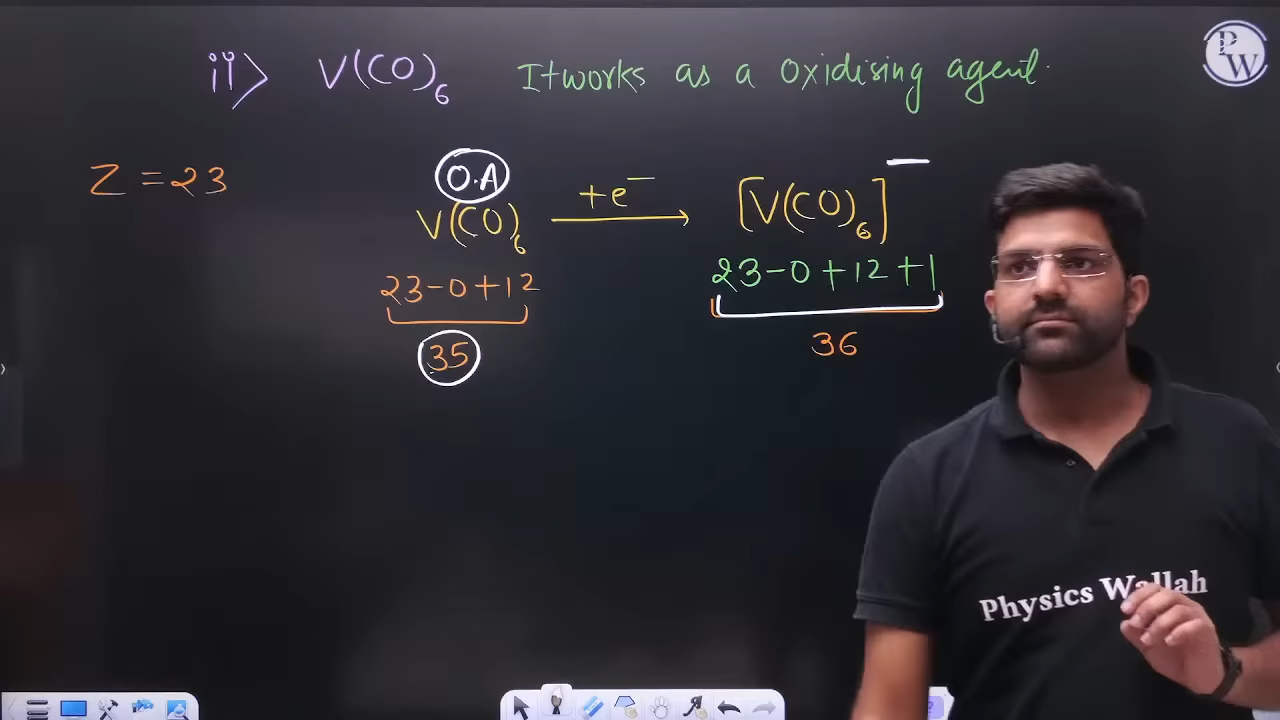 ii> V(CO)₆ It works as a oxidising agent.
PW
Z = 23
O.A
V(CO)₆ +e⁻ → [V(CO)₆]⁻
23-0+12 23-0+12+1
35 36
Physics Wallah